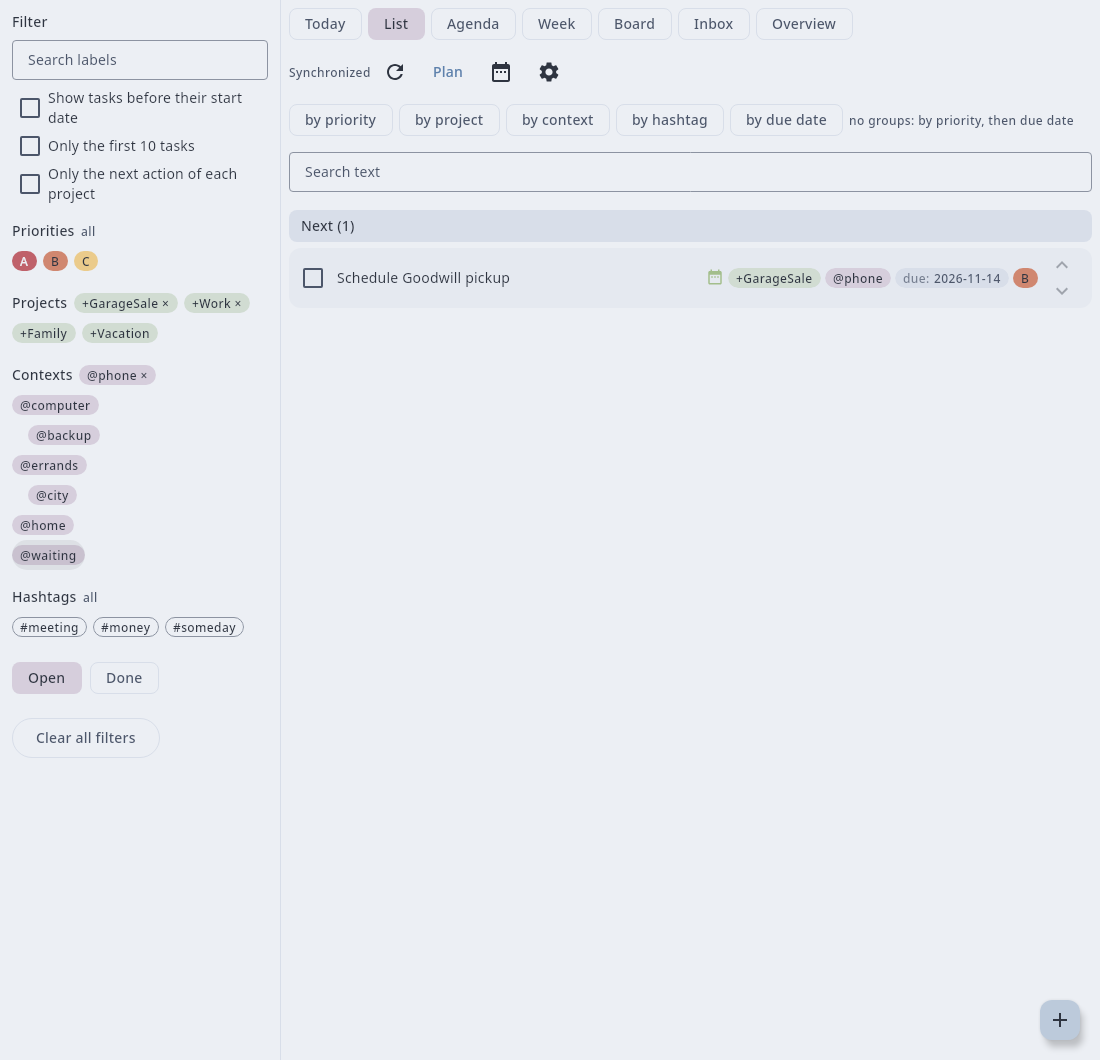 Filter
Search labels
Show tasks before their start
date
Only the first 10 tasks
Only the next action of each
project
Priorities all
A B C
Projects +GarageSale × +Work ×
+Family +Vacation
Contexts @phone ×
@computer
@backup
@errands
@city
@home
@waiting
Hashtags all
#meeting #money #someday
Open Done
Clear all filters
Today List Agenda Week Board Inbox Overview
Synchronized Plan
by priority by project by context by hashtag by due date no groups: by priority, then due date
Search text
Next (1)
Schedule Goodwill pickup +GarageSale @phone due: 2026-11-14 B
+